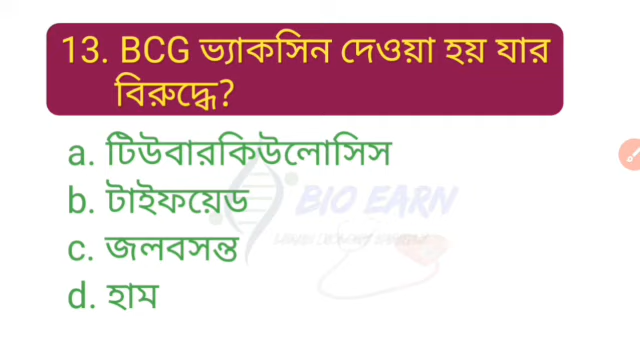 13. BCG ভ্যাকসিন দেওয়া হয় যার
বিরুদ্ধে?
a. টিউবারকিউলোসিস
b. টাইফয়েড
c. জলবসন্ত
d. হাম
BIO EARN